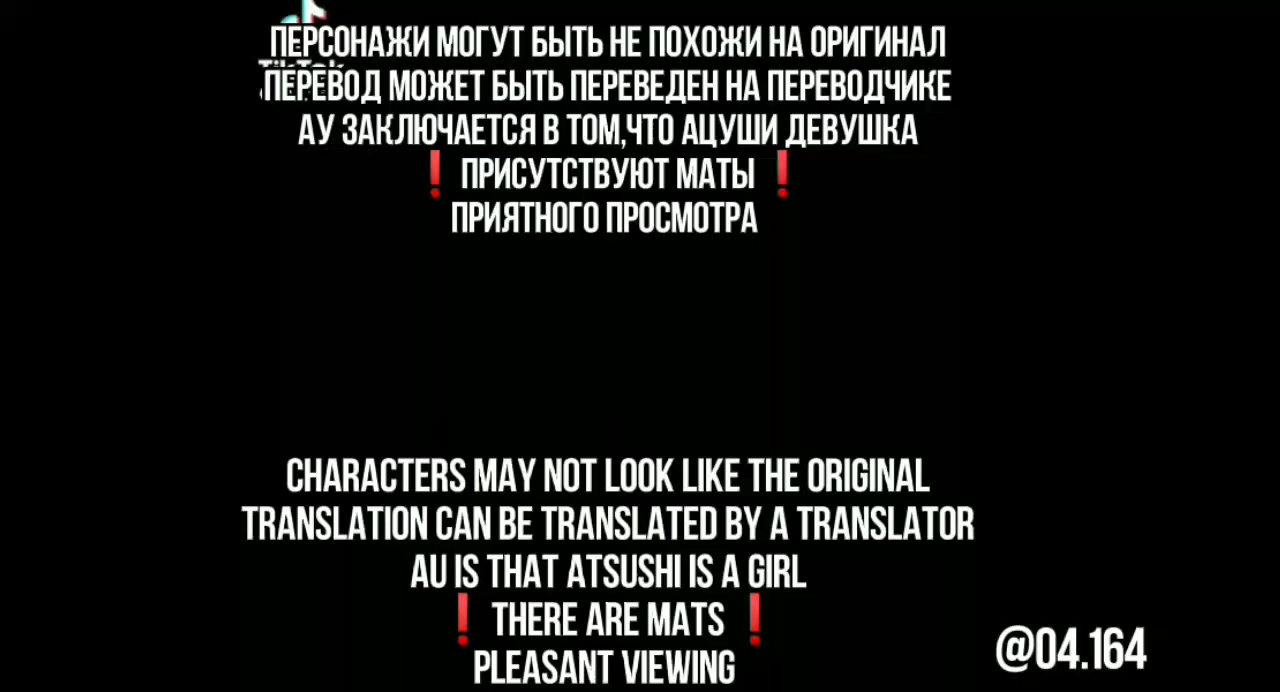 ПЕРСОНАЖИ МОГУТ БЫТЬ НЕ ПОХОЖИ НА ОРИГИНАЛ
ПЕРЕВОД МОЖЕТ БЫТЬ ПЕРЕВЕДЕН НА ПЕРЕВОДЧИКЕ
АУ ЗАКЛЮЧАЕТСЯ В ТОМ,ЧТО АЦУШИ ДЕВУШКА
❗ПРИСУТСТВУЮТ МАТЫ❗
ПРИЯТНОГО ПРОСМОТРА
CHARACTERS MAY NOT LOOK LIKE THE ORIGINAL
TRANSLATION CAN BE TRANSLATED BY A TRANSLATOR
AU IS THAT ATSUSHI IS A GIRL
❗THERE ARE MATS❗
PLEASANT VIEWING
@04.164